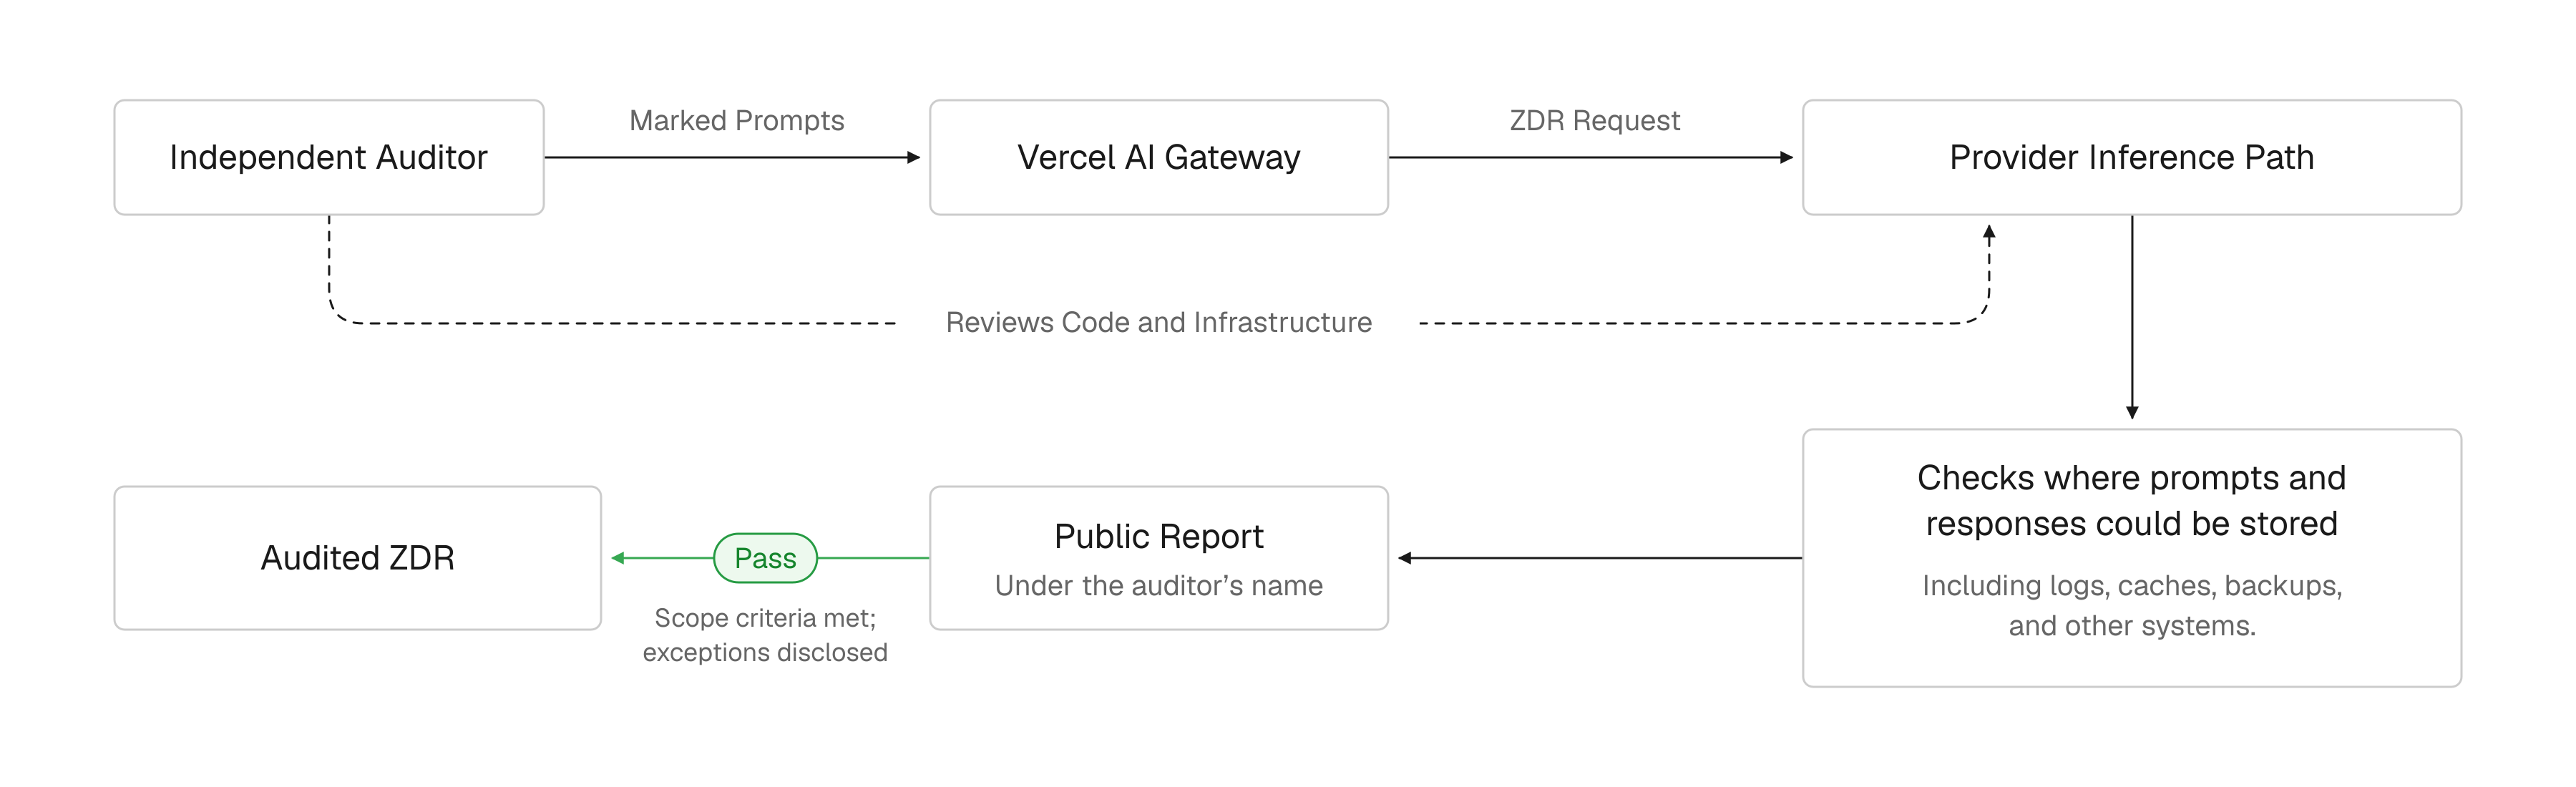 Independent Auditor
Marked Prompts
Vercel AI Gateway
ZDR Request
Provider Inference Path
Reviews Code and Infrastructure
Checks where prompts and
responses could be stored
Including logs, caches, backups,
and other systems.
Public Report
Under the auditor’s name
Pass
Scope criteria met;
exceptions disclosed
Audited ZDR